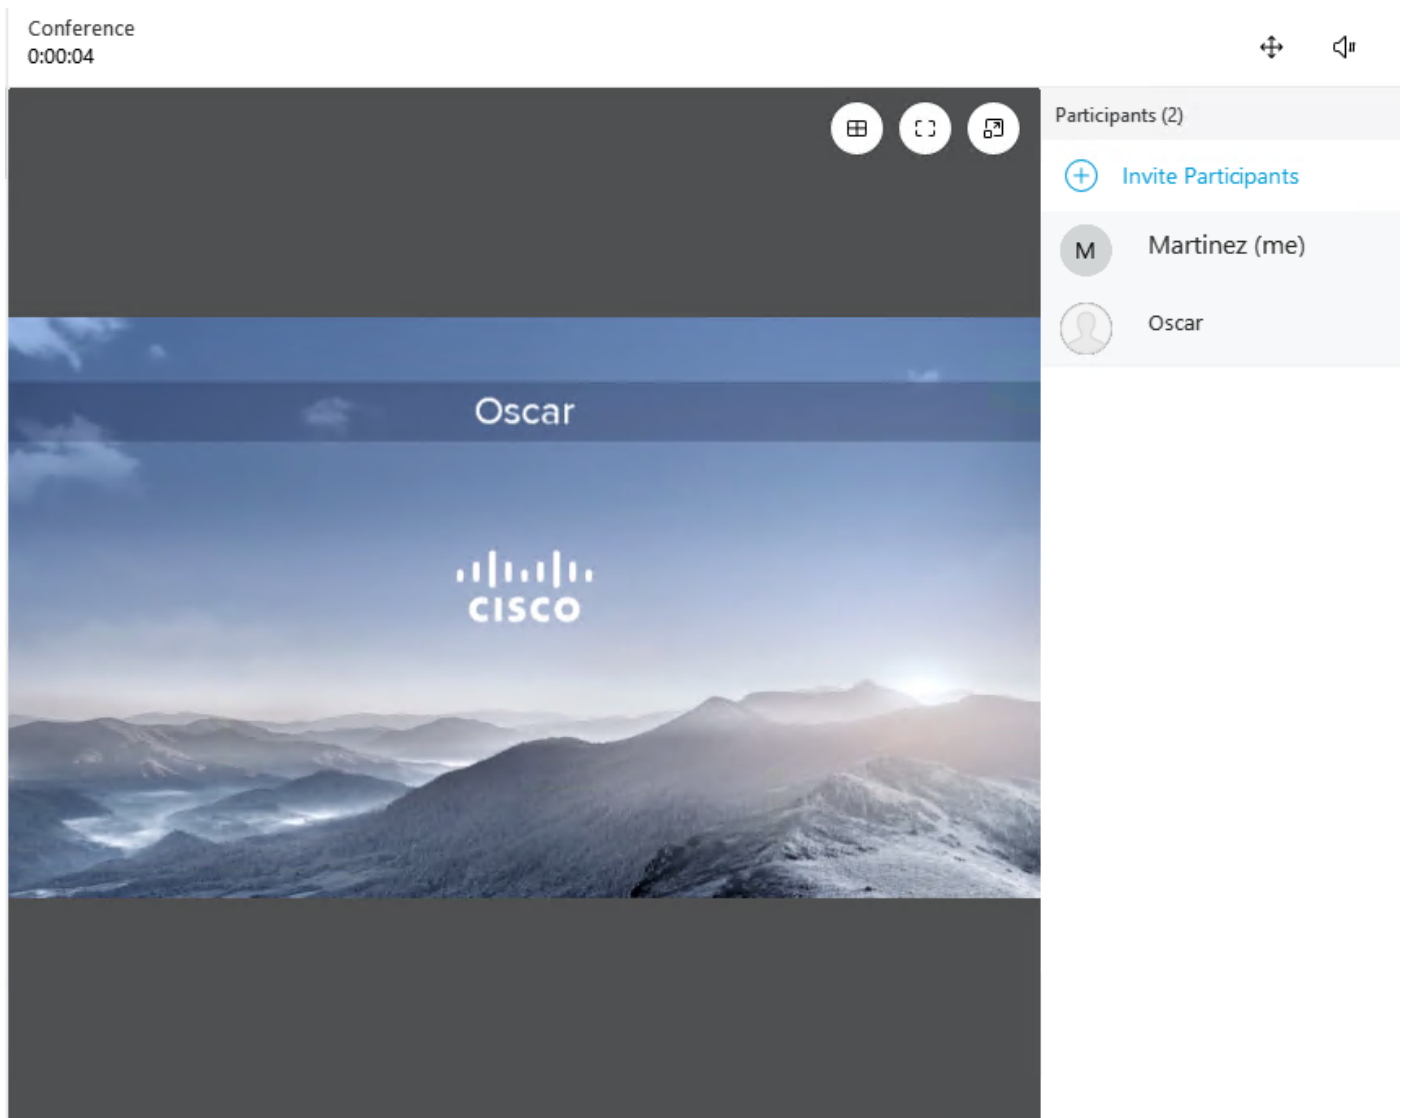 Conference
0:00:04
Participants (2)
Invite Participants
M
Martinez (me)
Oscar
Oscar
CISCO